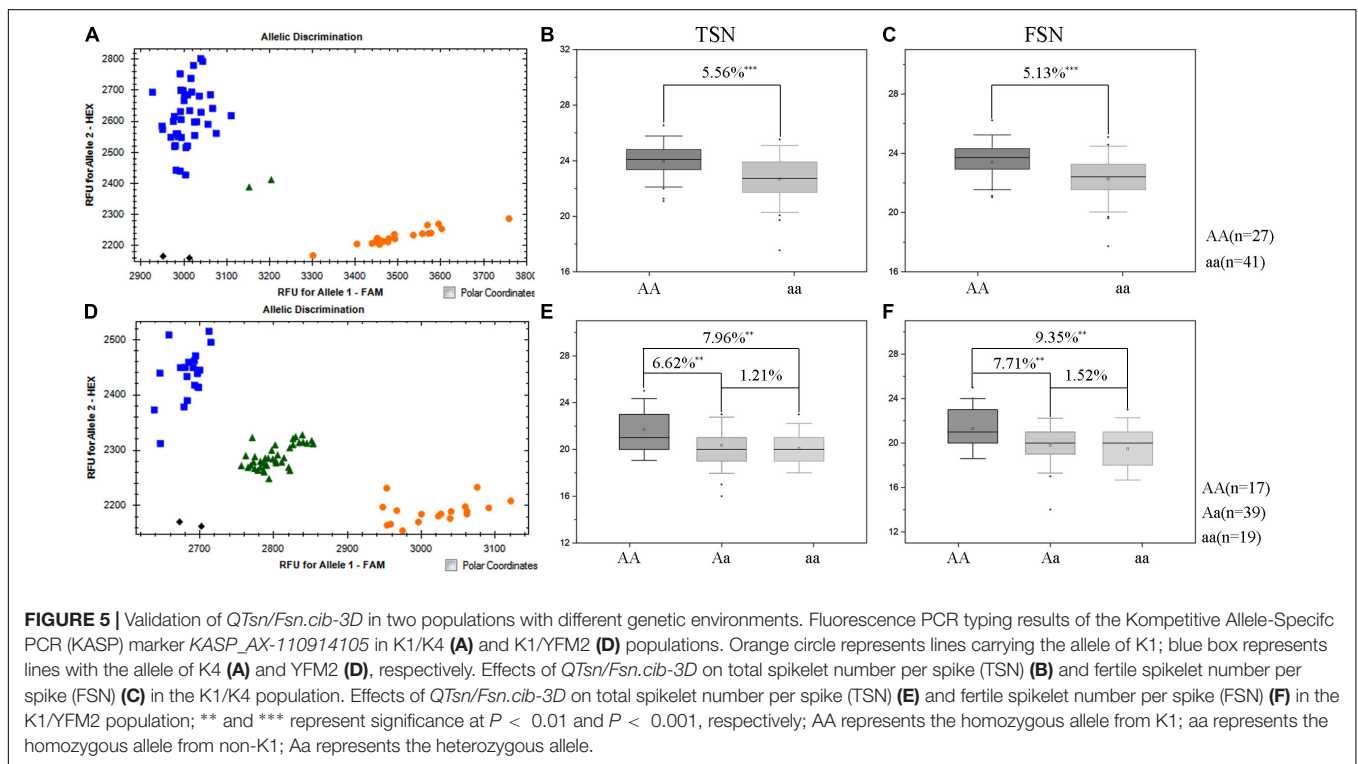 A
Allelic Discrimination
RFU for Allele 2 - HEX
2800
2700
2600
2500
2400
2300
2200
2900 3000 3100 3200 3300 3400 3500 3600 3700 3800
RFU for Allele 1 - FAM
Polar Coordinates
B
TSN
32
28
24
20
16
5.56%***
AA aa
C
FSN
32
28
24
20
16
5.13%***
AA aa
AA(n=27)
aa(n=41)
D
Allelic Discrimination
RFU for Allele 2 - HEX
2500
2400
2300
2200
2700 2800 2900 3000 3100
RFU for Allele 1 - FAM
Polar Coordinates
E
28
24
20
16
12
7.96%**
6.62%**
1.21%
AA Aa aa
F
28
24
20
16
12
9.35%**
7.71%**
1.52%
AA Aa aa
AA(n=17)
Aa(n=39)
aa(n=19)
FIGURE 5 | Validation of QTsn/Fsn.cib-3D in two populations with different genetic environments. Fluorescence PCR typing results of the Kompetitive Allele-Specifc
PCR (KASP) marker KASP_AX-110914105 in K1/K4 (A) and K1/YFM2 (D) populations. Orange circle represents lines carrying the allele of K1; blue box represents
lines with the allele of K4 (A) and YFM2 (D), respectively. Effects of QTsn/Fsn.cib-3D on total spikelet number per spike (TSN) (B) and fertile spikelet number per
spike (FSN) (C) in the K1/K4 population. Effects of QTsn/Fsn.cib-3D on total spikelet number per spike (TSN) (E) and fertile spikelet number per spike (FSN) (F) in the
K1/YFM2 population; ** and *** represent significance at P < 0.01 and P < 0.001, respectively; AA represents the homozygous allele from K1; aa represents the
homozygous allele from non-K1; Aa represents the heterozygous allele.